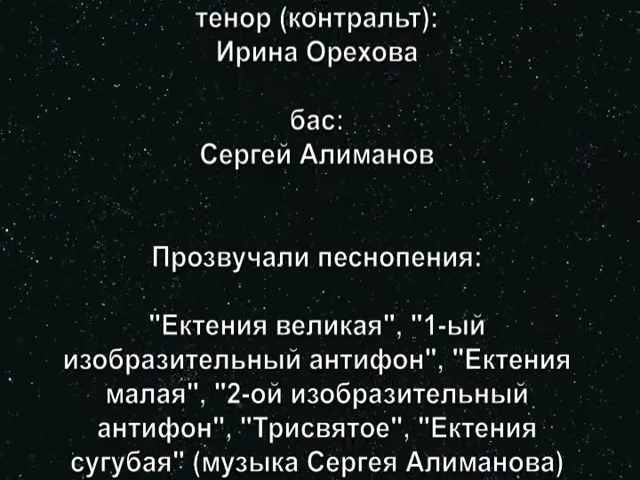 тенор (контральт):
Ирина Орехова
бас:
Сергей Алиманов
Прозвучали песнопения:
"Ектения великая", "1-ый
изобразительный антифон", "Ектения
малая", "2-ой изобразительный
антифон", "Трисвятое", "Ектения
сугубая" (музыка Сергея Алиманова)